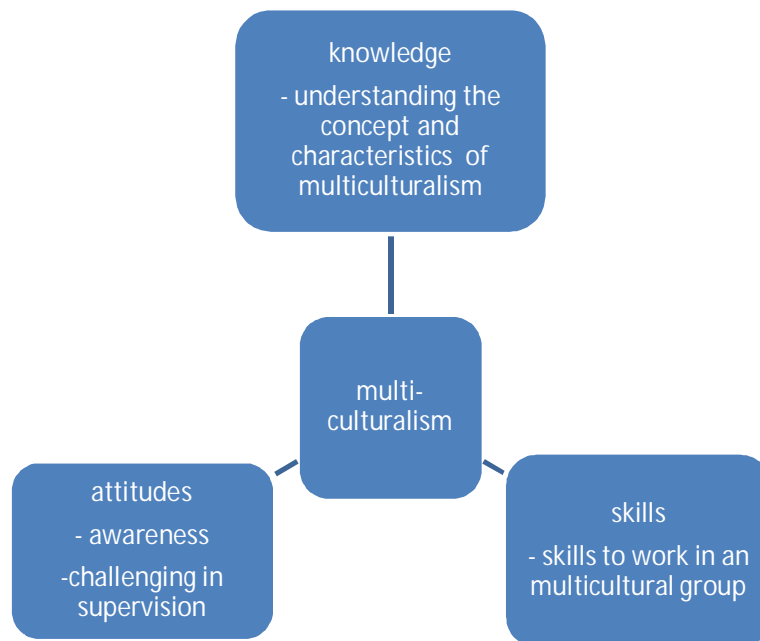 knowledge
- understanding the
concept and
characteristics of
multiculturalism
multi-
culturalism
attitudes
- awareness
-challenging in
supervision
skills
- skills to work in an
multicultural group